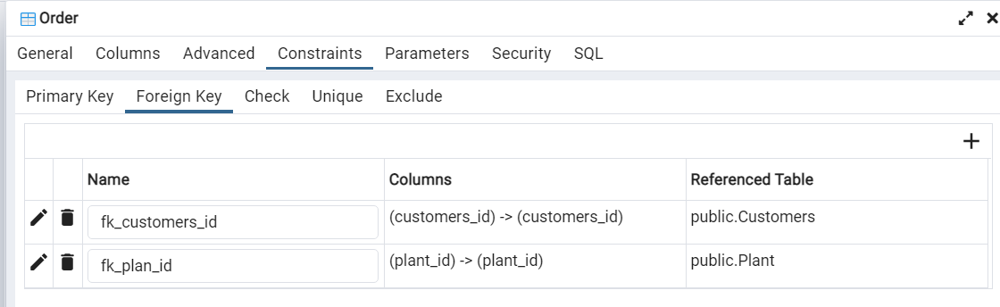 Order
General Columns Advanced Constraints Parameters Security SQL
Primary Key Foreign Key Check Unique Exclude
Name Columns Referenced Table
fk_customers_id (customers_id) -> (customers_id) public.Customers
fk_plan_id (plant_id) -> (plant_id) public.Plant